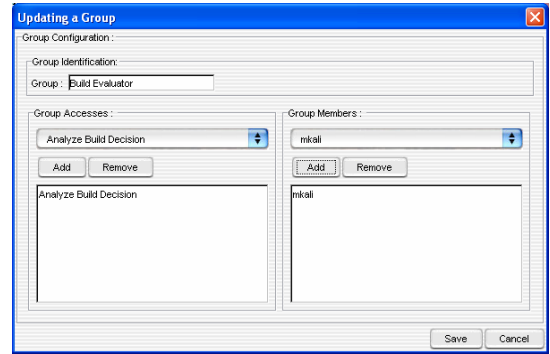 Updating a Group
Group Configuration :
Group Identification:
Group : Build Evaluator
Group Accesses :
Analyze Build Decision
Add Remove
Analyze Build Decision
Group Members :
mkali
Add Remove
mkali
Save Cancel